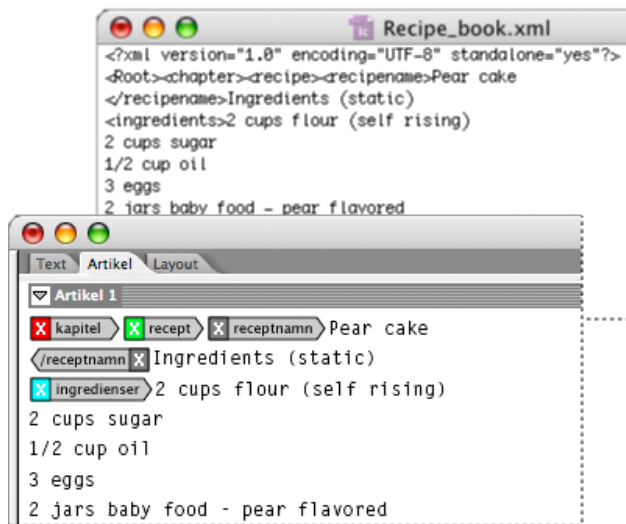 Recipe_book.xml
<?xml version="1.0" encoding="UTF-8" standalone="yes"?>
<Root><chapter><recipe><recipename>Pear cake
</recipename>Ingredients (static)
<ingredients>2 cups flour (self rising)
2 cups sugar
1/2 cup oil
3 eggs
2 jars baby food - pear flavored
Text Artikel Layout
Artikel 1
X kapitel X recept X receptnamn Pear cake
/receptnamn X Ingredients (static)
X ingredienser 2 cups flour (self rising)
2 cups sugar
1/2 cup oil
3 eggs
2 jars baby food - pear flavored